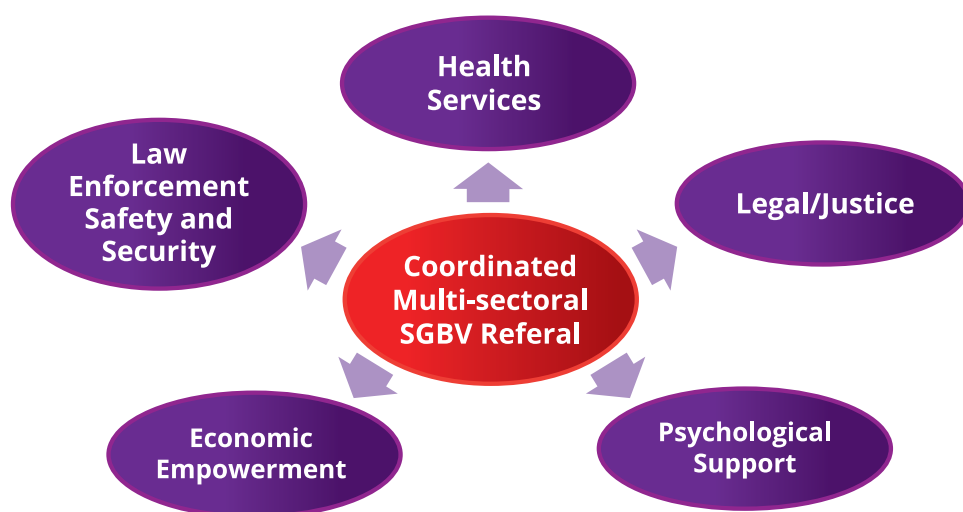 Health
Services
Law
Enforcement
Safety and
Security
Legal/Justice
Coordinated
Multi-sectoral
SGBV Referal
Economic
Empowerment
Psychological
Support